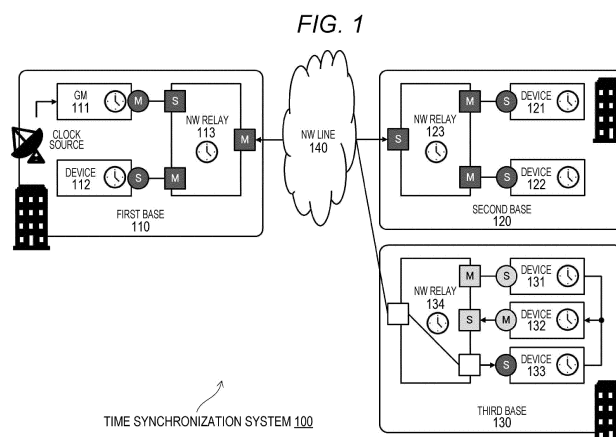 FIG. 1
GM
111
M
S
NW RELAY
113
M
CLOCK
SOURCE
DEVICE
112
S
M
FIRST BASE
110
NW LINE
140
S
NW RELAY
123
M
S
DEVICE
121
M
S
DEVICE
122
SECOND BASE
120
NW RELAY
134
M
S
DEVICE
131
S
M
DEVICE
132
S
DEVICE
133
THIRD BASE
130
TIME SYNCHRONIZATION SYSTEM 100